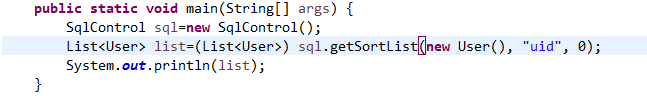 public static void main(String[] args) {
SqlControl sql=new SqlControl();
List<User> list=(List<User>) sql.getSortList(new User(), "uid", 0);
System.out.println(list);
}